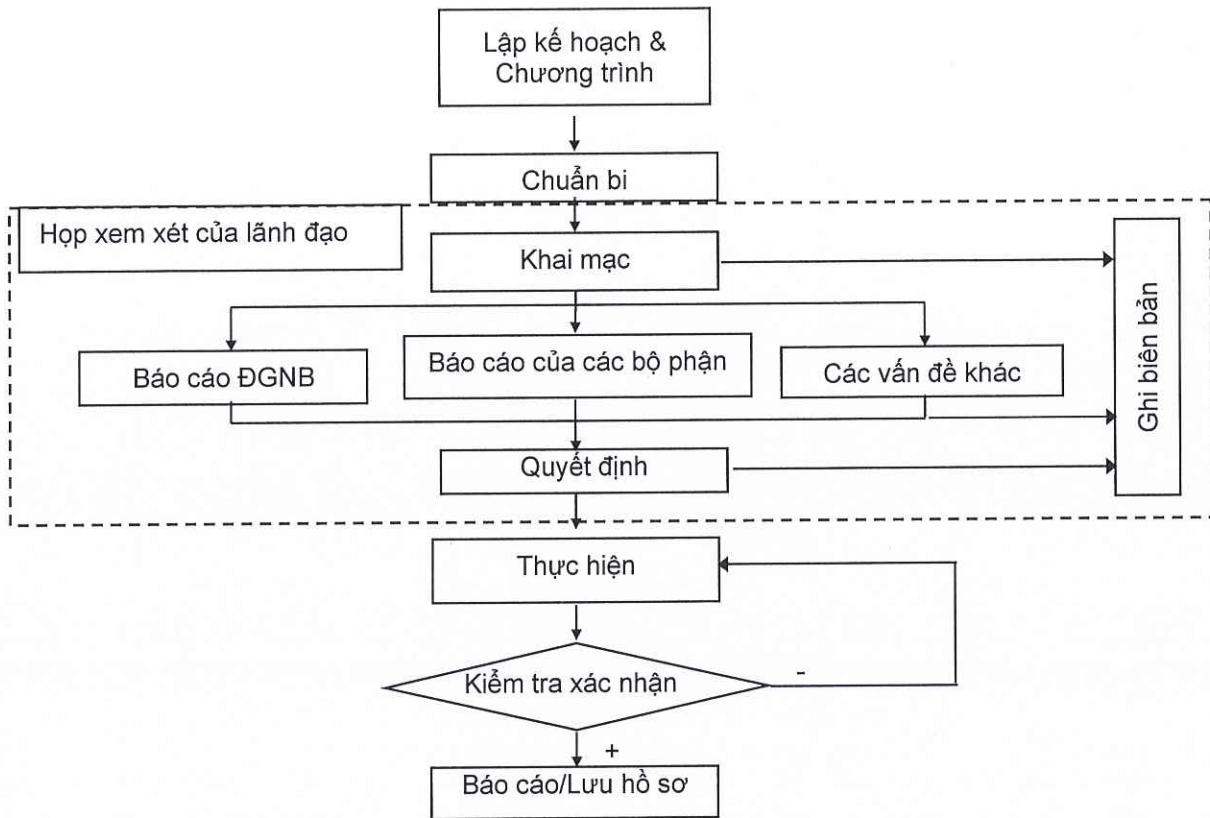 Lập kế hoạch &
Chương trình
Chuẩn bi
Họp xem xét của lãnh đạo
Khai mạc
Báo cáo ĐGNB
Báo cáo của các bộ phận
Các vấn đề khác
Ghi biên bản
Quyết định
Thực hiện
Kiểm tra xác nhận
-
+
Báo cáo/Lưu hồ sơ